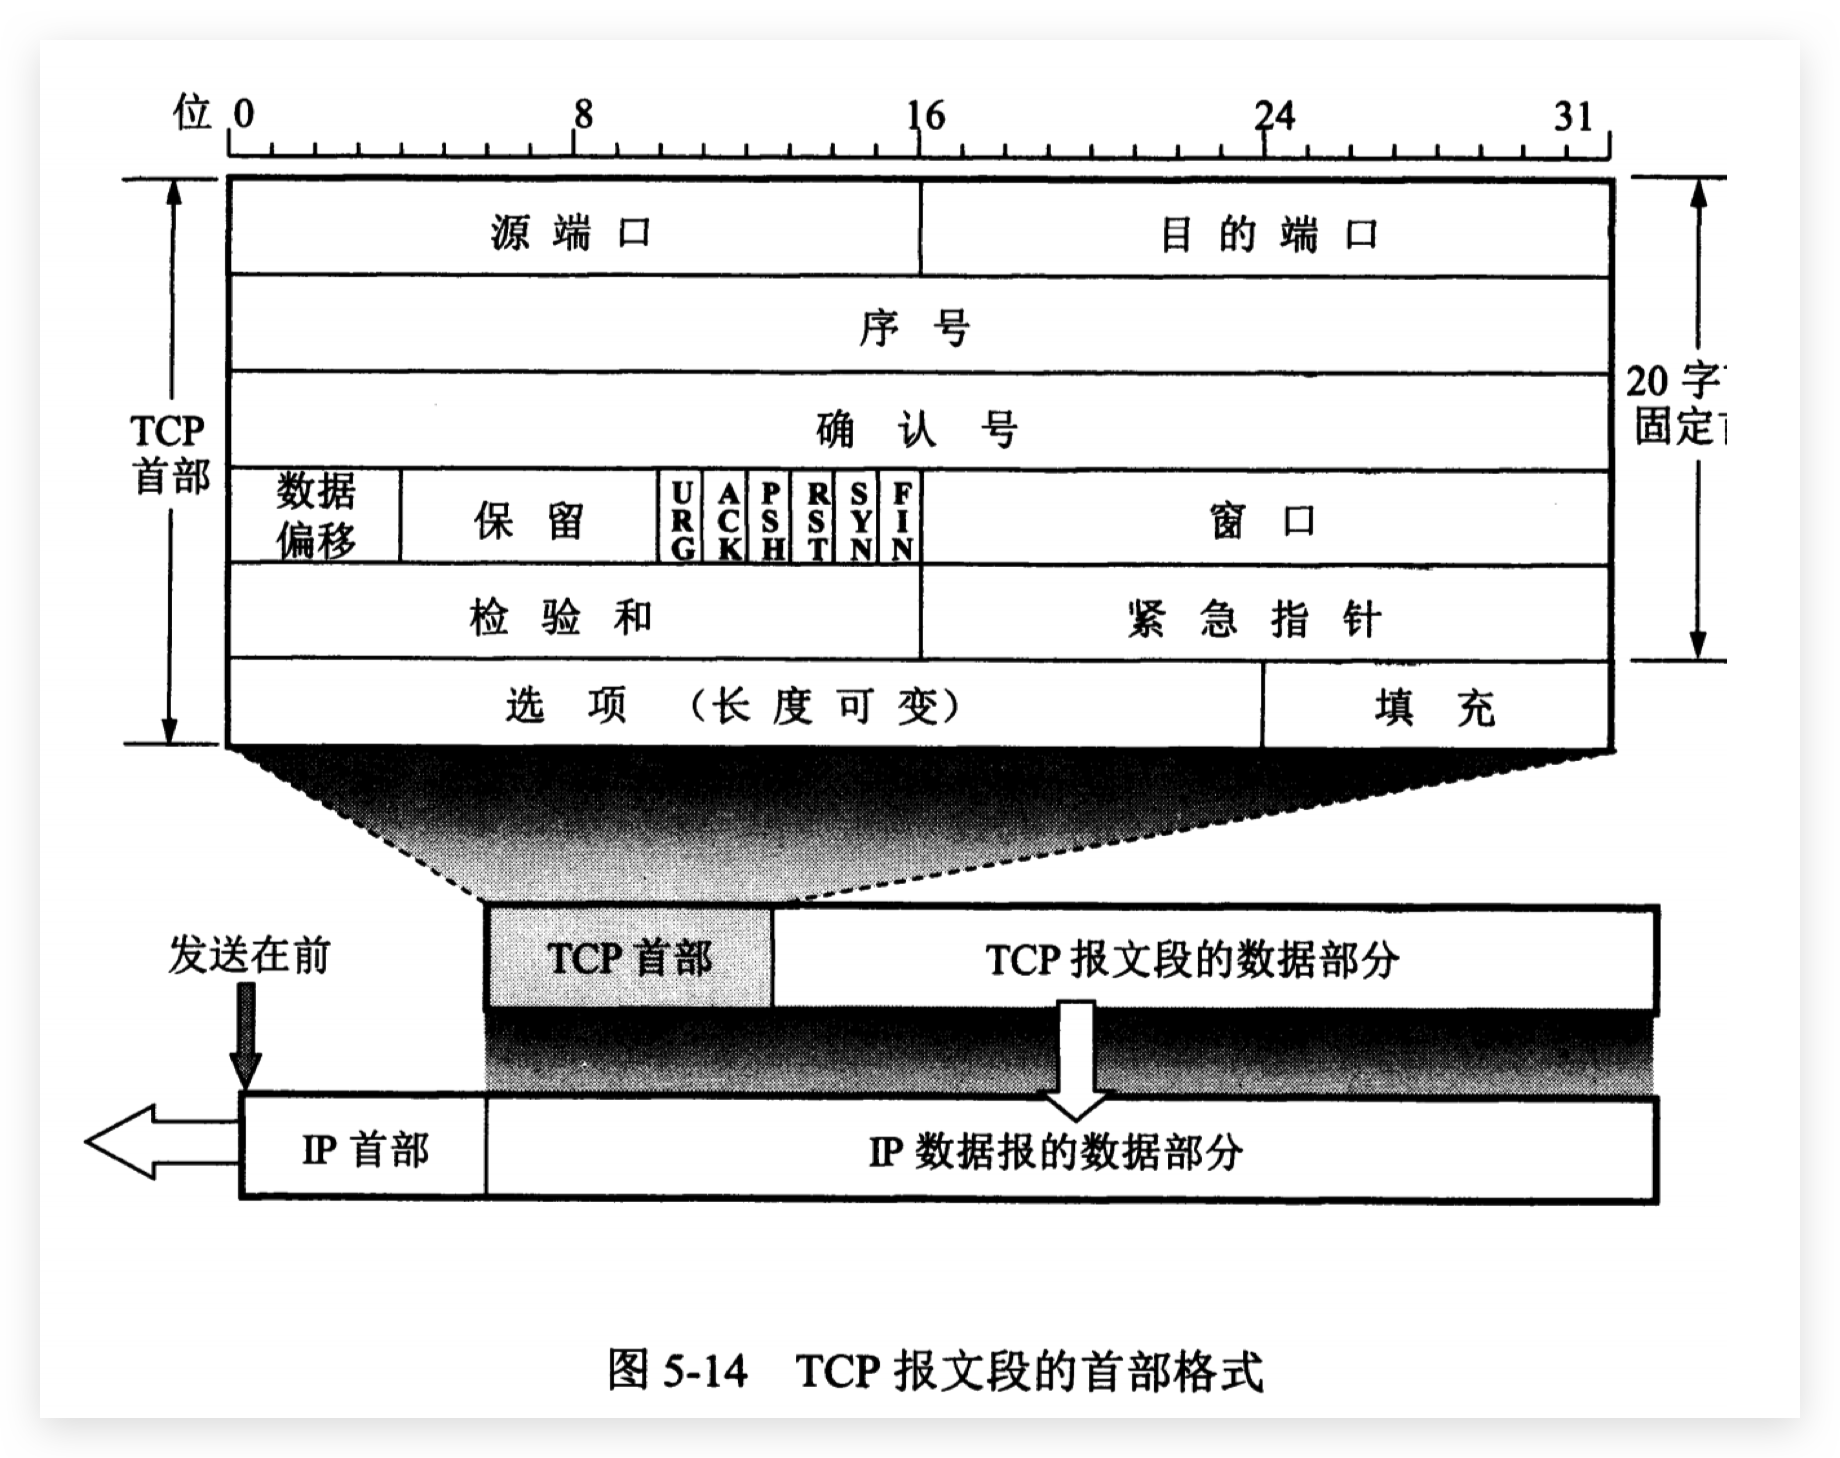 位 0 8 16 24 31
源端口 目的端口
序号
确认号
TCP
首部
20 字
固定
数据
偏移
保留
URG
ACK
PSH
RST
SYN
FIN
窗口
检验和 紧急指针
选项 (长度可变) 填充
发送在前
TCP 首部 TCP 报文段的数据部分
IP 首部 IP 数据报的数据部分
图 5-14 TCP 报文段的首部格式